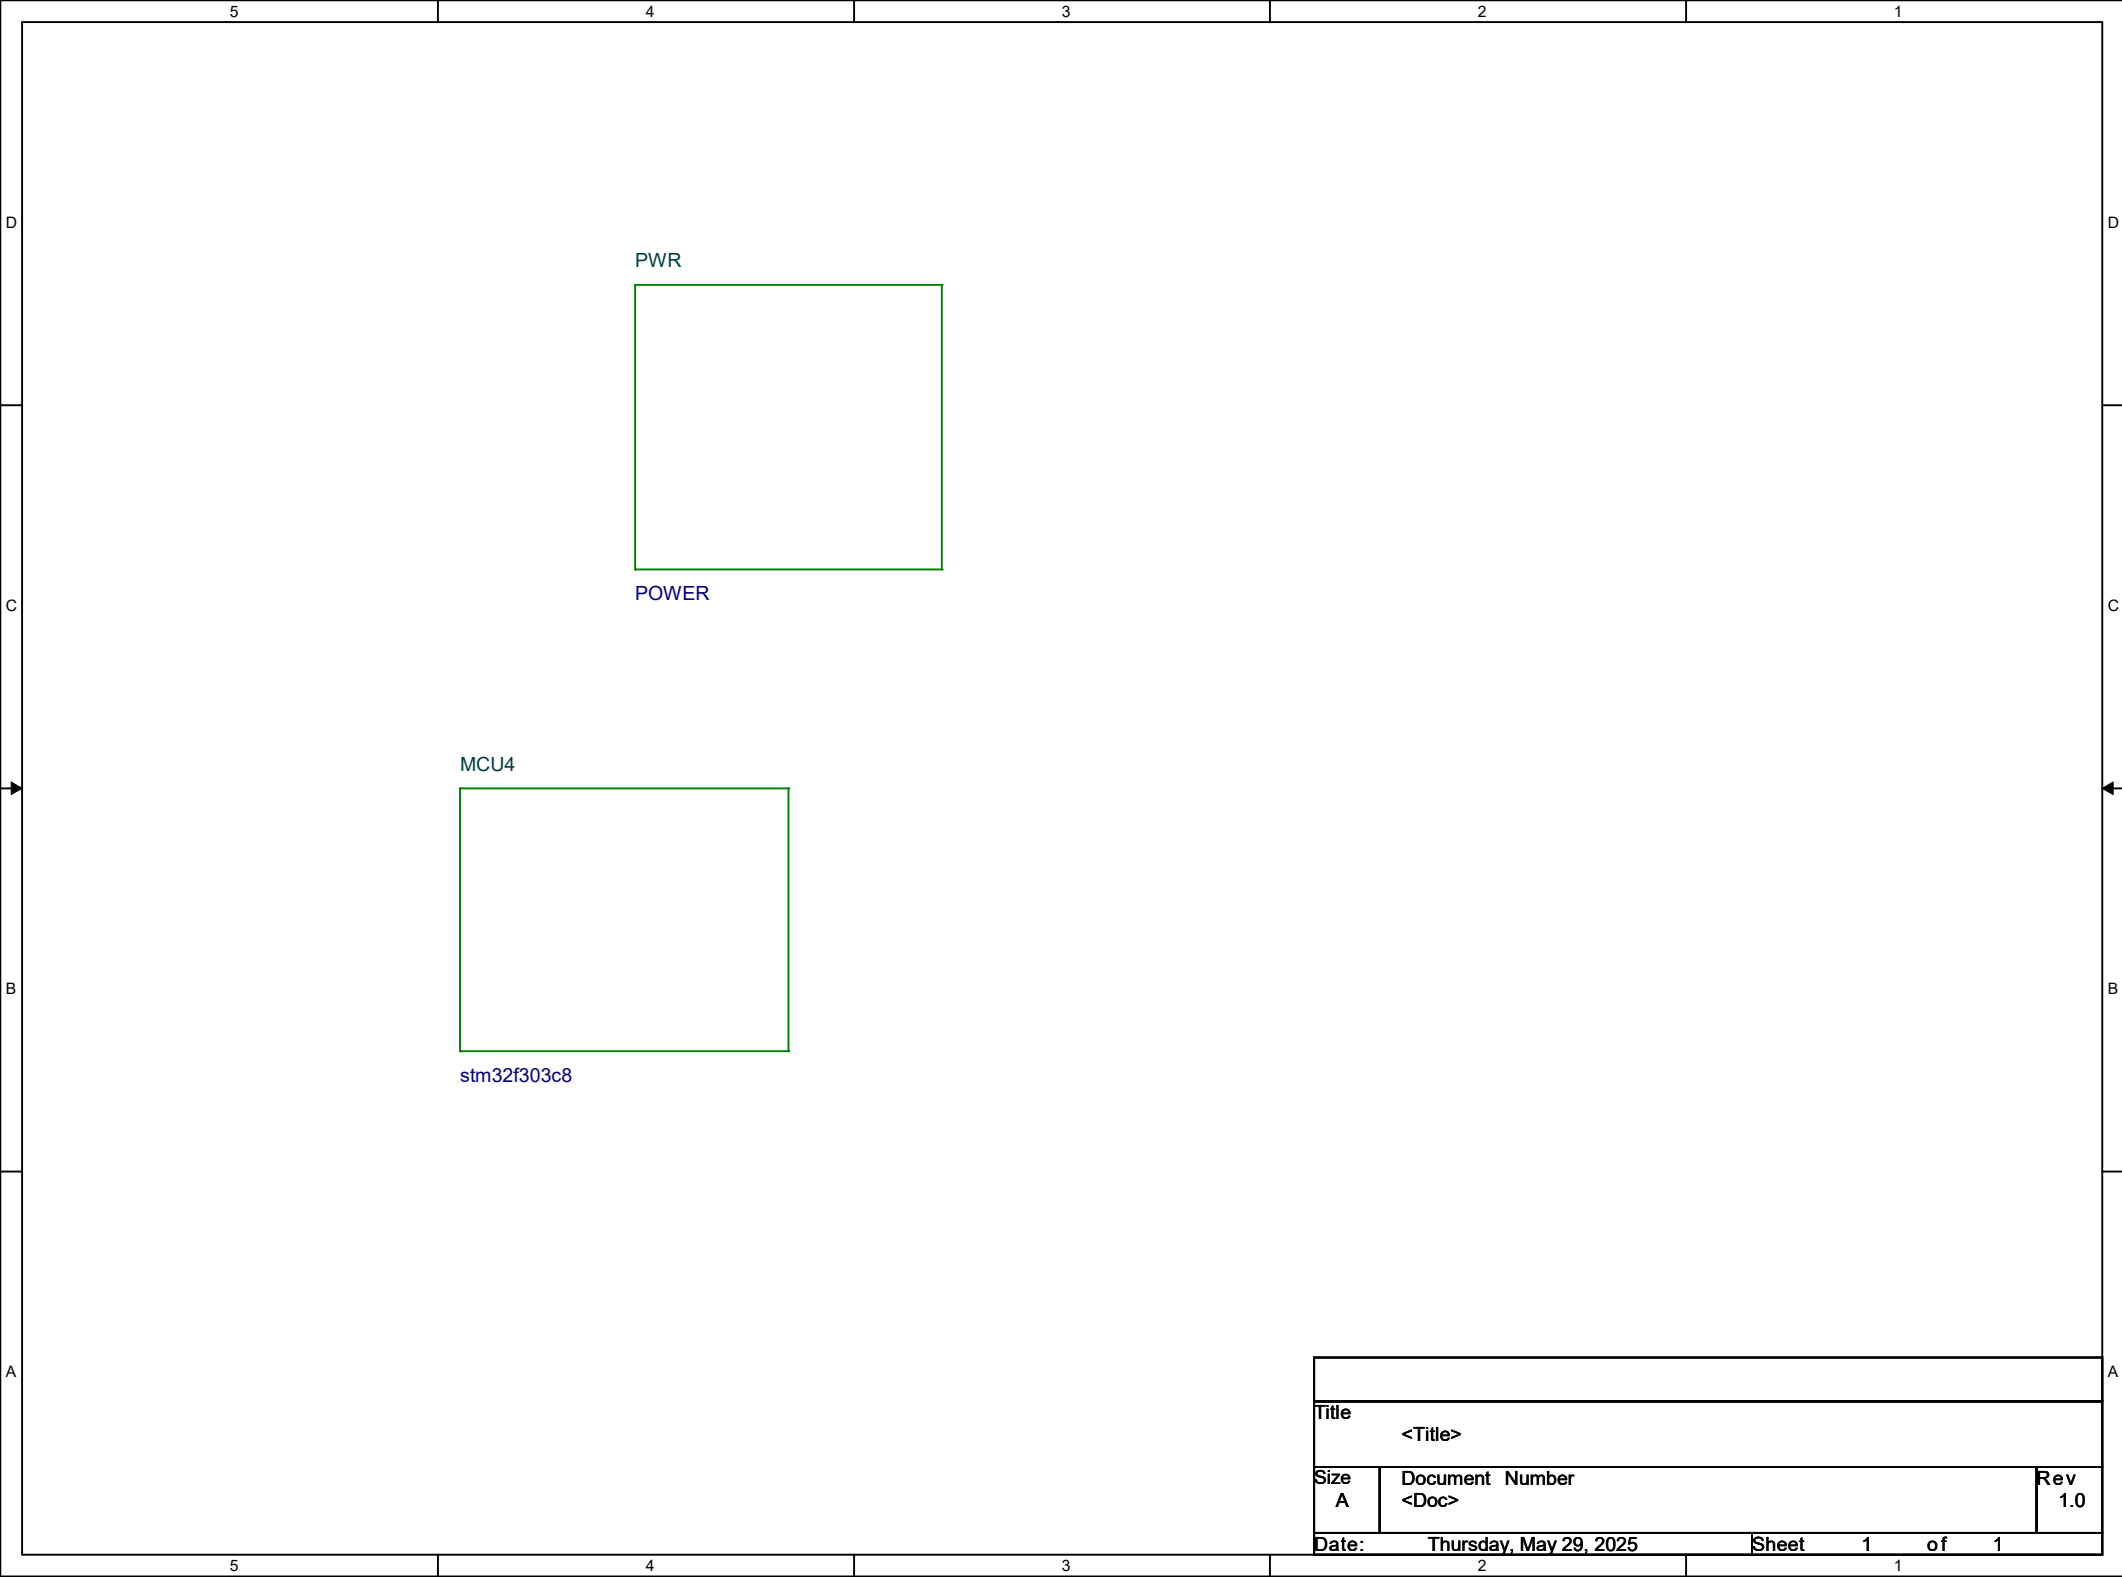 5 4 3 2 1
D D
PWR
POWER
C C
MCU4
stm32f303c8
B B
A A
Title
<Title>
Size Document Number Rev
A <Doc> 1.0
Date: Thursday, May 29, 2025 Sheet 1 of 1
5 4 3 2 1